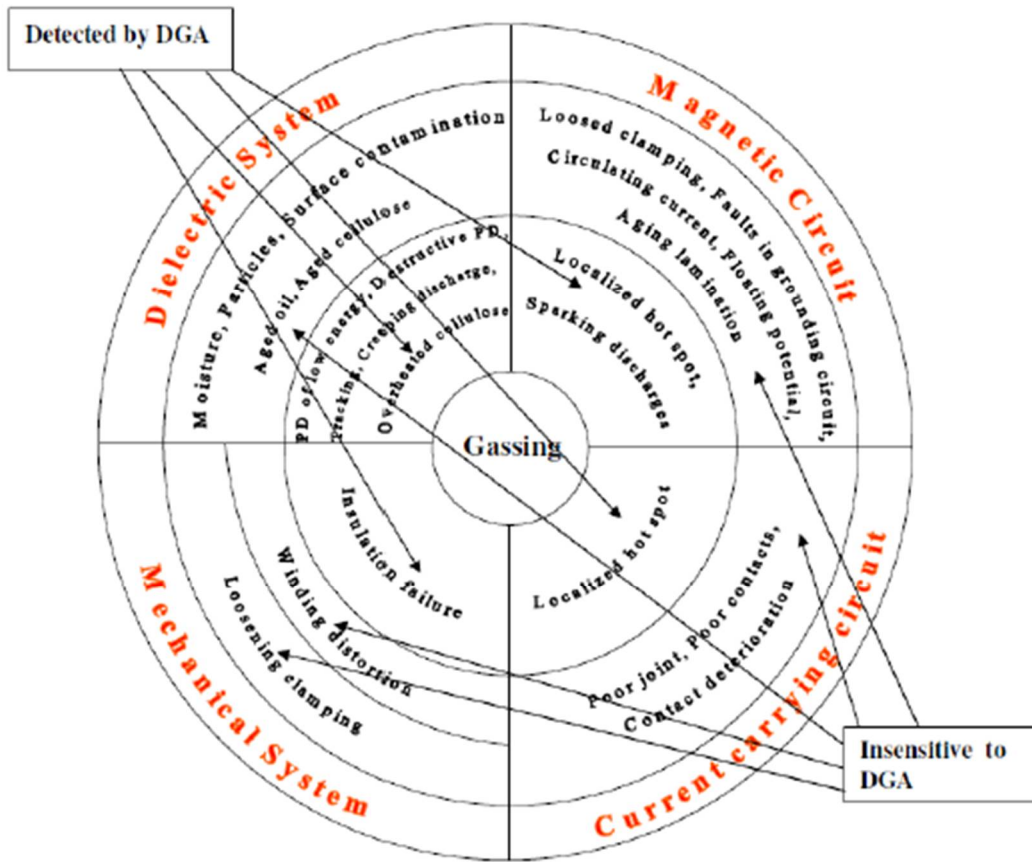 Detected by DGA
Dielectric System
Moisture, Particles, Surface contamination
Aged oil, Aged cellulose
PD of low energy, Destructive PD,
Tracking, Creeping discharge,
Overheated cellulose
Magnetic Circuit
Loosed clamping, Faults in grounding circuit,
Circulating current, Floating potential,
Aging lamination
Localized hot spot,
Sparking discharges
Gassing
Mechanical System
Loosening clamping
Winding distortion
Insulation failure
Current carrying circuit
Localized hot spot
Poor joint, Poor contacts,
Contact deterioration
Insensitive to
DGA